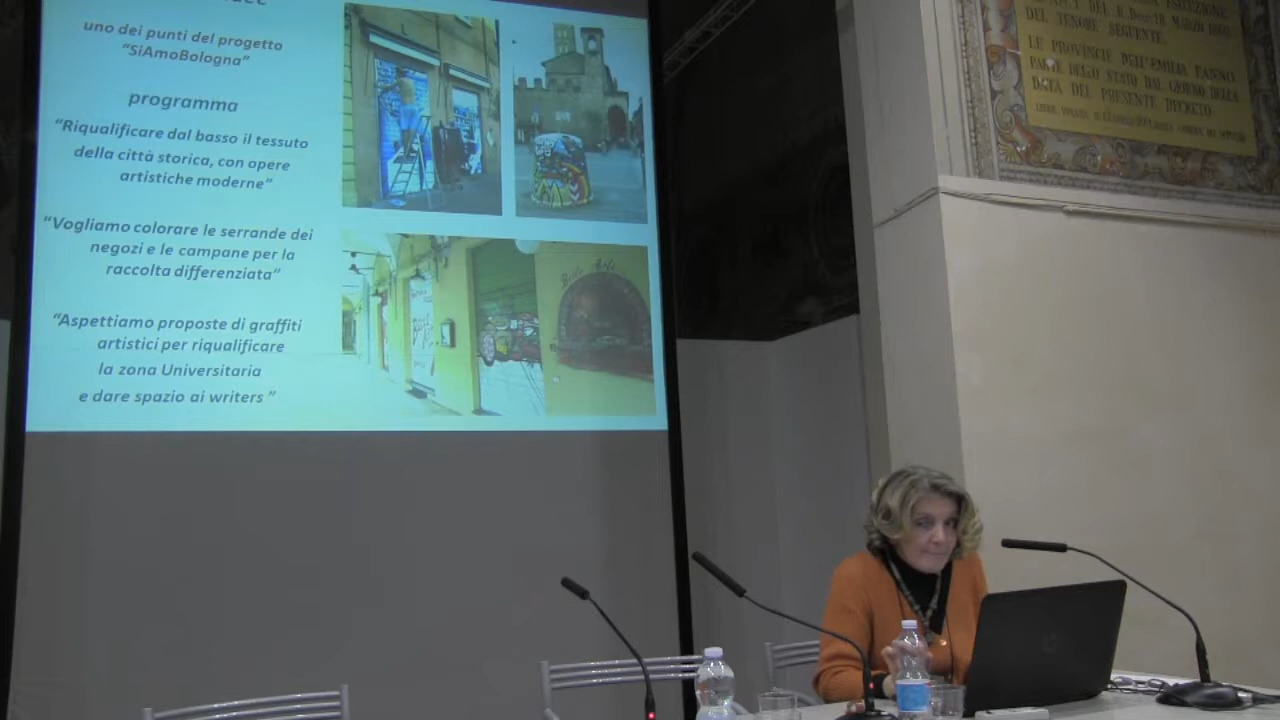 uno dei punti del progetto
"SiAmoBologna"
programma
"Riqualificare dal basso il tessuto
della città storica, con opere
artistiche moderne"
"Vogliamo colorare le serrande dei
negozi e le campane per la
raccolta differenziata"
"Aspettiamo proposte di graffiti
artistici per riqualificare
la zona Universitaria
e dare spazio ai writers "
DEL TENORE SEGUENTE.
LE PROVINCIE DELL'EMILIA FARANNO
PARTE DELLO STATO DAL GIORNO DELLA
DATA DEL PRESENTE DECRETO